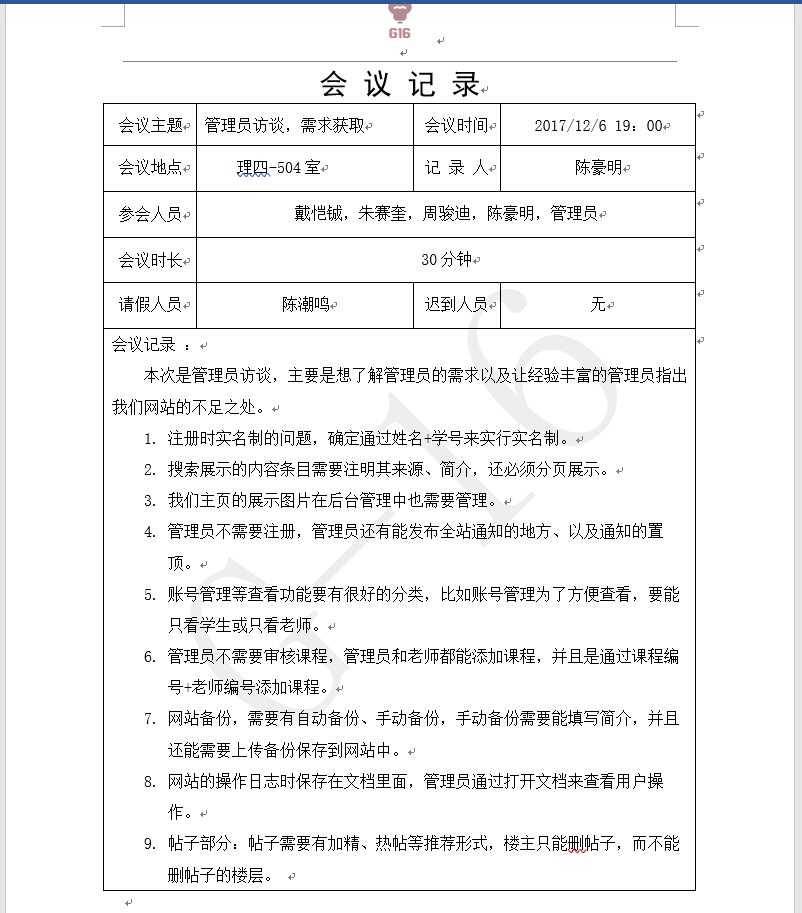 G16
会 议 记 录
会议主题 管理员访谈，需求获取 会议时间 2017/12/6 19：00
会议地点 理四-504室 记 录 人 陈豪明
参会人员 戴恺铖，朱赛奎，周骏迪，陈豪明，管理员
会议时长 30分钟
请假人员 陈潮鸣 迟到人员 无
会议记录 ：
本次是管理员访谈，主要是想了解管理员的需求以及让经验丰富的管理员指出
我们网站的不足之处。
1. 注册时实名制的问题，确定通过姓名+学号来实行实名制。
2. 搜索展示的内容条目需要注明其来源、简介，还必须分页展示。
3. 我们主页的展示图片在后台管理中也需要管理。
4. 管理员不需要注册，管理员还有能发布全站通知的地方、以及通知的置
顶。
5. 账号管理等查看功能要有很好的分类，比如账号管理为了方便查看，要能
只看学生或只看老师。
6. 管理员不需要审核课程，管理员和老师都能添加课程，并且是通过课程编
号+老师编号添加课程。
7. 网站备份，需要有自动备份、手动备份，手动备份需要能填写简介，并且
还能需要上传备份保存到网站中。
8. 网站的操作日志时保存在文档里面，管理员通过打开文档来查看用户操
作。
9. 帖子部分：帖子需要有加精、热帖等推荐形式，楼主只能删帖子，而不能
删帖子的楼层。
G-16